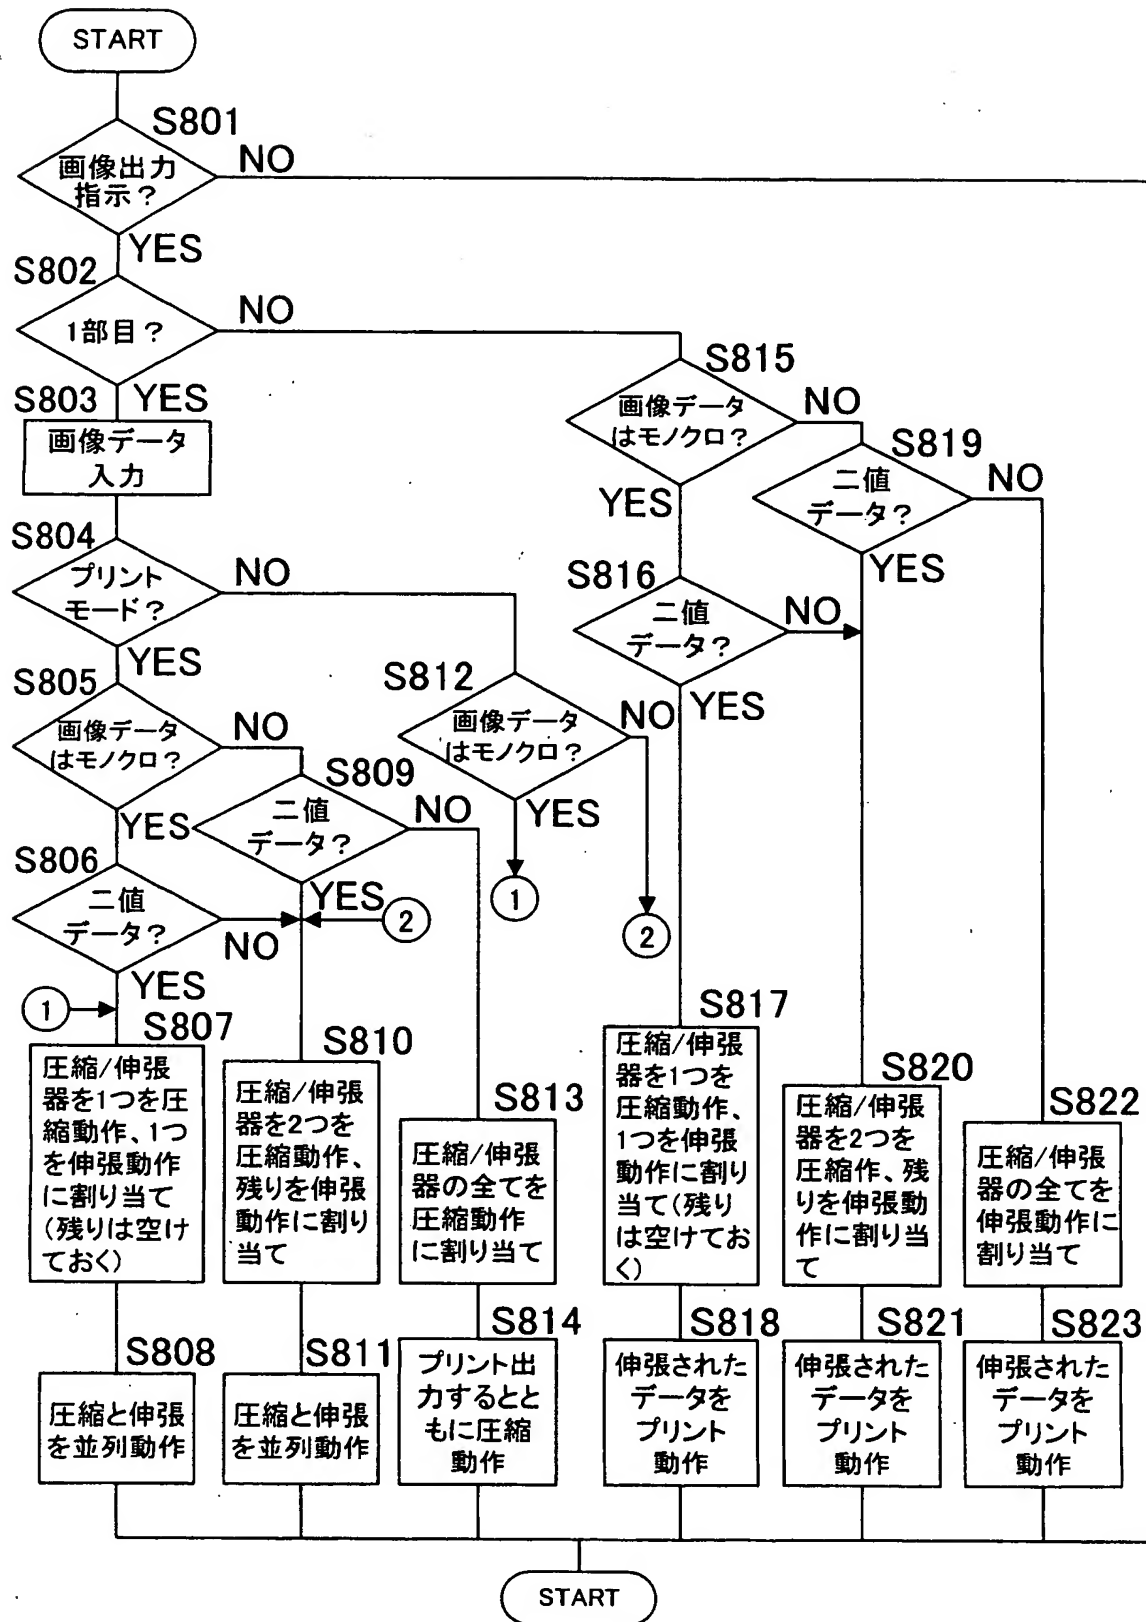 START
S801
画像出力
指示？
NO
YES
S802
1部目？
NO
YES
S803
画像データ
入力
S804
プリント
モード？
NO
YES
S805
画像データ
はモノクロ？
NO
YES
S806
二値
データ？
NO
YES
1
S807
圧縮/伸張
器を1つを圧
縮動作、1つ
を伸張動作
に割り当て
(残りは空け
ておく)
S808
圧縮と伸張
を並列動作
S809
二値
データ？
NO
YES
2
S810
圧縮/伸張
器を2つを
圧縮動作、
残りを伸張
動作に割り
当て
S811
圧縮と伸張
を並列動作
S812
画像データ
はモノクロ？
NO
YES
1
2
S813
圧縮/伸張
器の全てを
圧縮動作
に割り当て
S814
プリント出
力するとと
もに圧縮
動作
S815
画像データ
はモノクロ？
NO
YES
S816
二値
データ？
NO
YES
S817
圧縮/伸張
器を1つを
圧縮動作、
1つを伸張
動作に割り
当て(残り
は空けてお
く)
S818
伸張された
データを
プリント
動作
S819
二値
データ？
NO
YES
S820
圧縮/伸張
器を2つを
圧縮作、残
りを伸張動
作に割り当
て
S821
伸張された
データを
プリント
動作
S822
圧縮/伸張
器の全てを
伸張動作に
割り当て
S823
伸張された
データを
プリント
動作
START